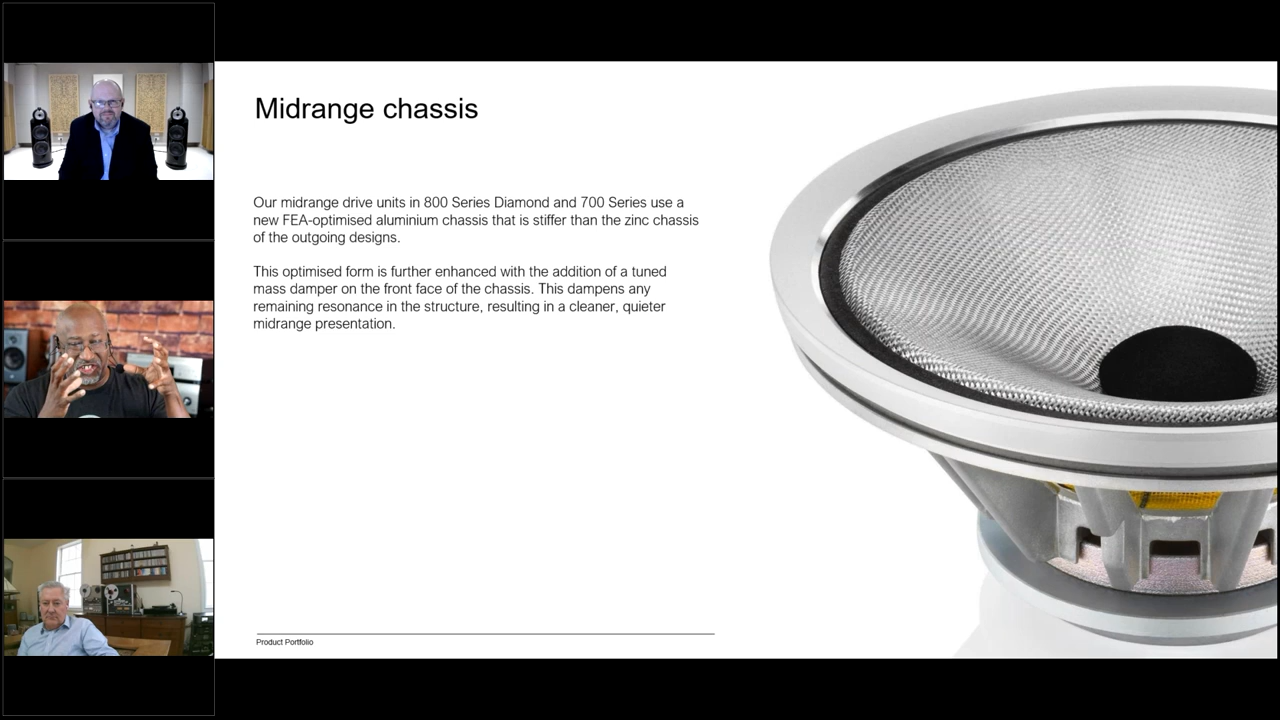 Midrange chassis
Our midrange drive units in 800 Series Diamond and 700 Series use a
new FEA-optimised aluminium chassis that is stiffer than the zinc chassis
of the outgoing designs.
This optimised form is further enhanced with the addition of a tuned
mass damper on the front face of the chassis. This dampens any
remaining resonance in the structure, resulting in a cleaner, quieter
midrange presentation.
Product Portfolio